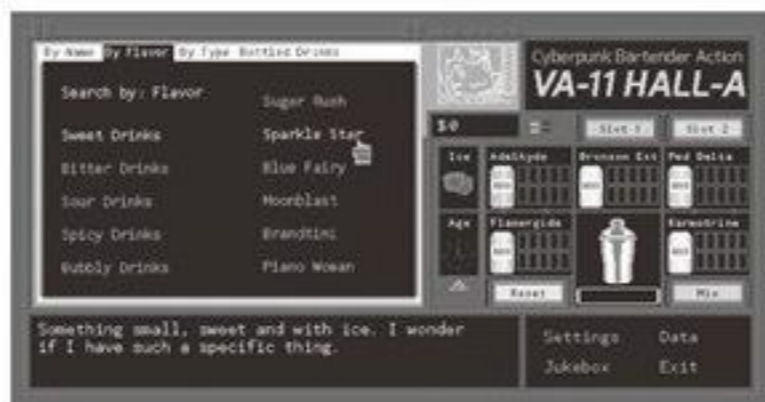 By Name By Flavor By Type Bottled Drinks
Search by: Flavor
Sweet Drinks
Bitter Drinks
Sour Drinks
Spicy Drinks
Bubbly Drinks
Sugar Rush
Sparkle Star
Blue Fairy
Moonblast
Brandtini
Piano Woman
Cyberpunk Bartender Action
VA-11 HALL-A
$0
Slot 1 Slot 2
Ice Adelhyde Bronson Ext Pwd Delta
Age Flanergide Karmotrine
Reset Mix
Something small, sweet and with ice. I wonder
if I have such a specific thing.
Settings Data
Jukebox Exit